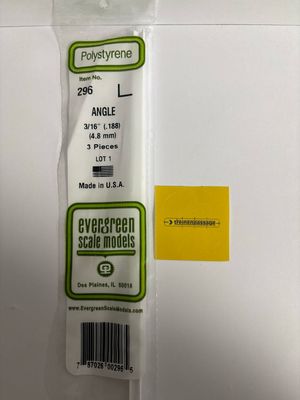 Polystyrene
Item No.
296
ANGLE
3/16" (.188)
(4.8 mm)
3 Pieces
LOT 1
Made in U.S.A.
evergreen
scale models
Des Plaines, IL 60018
www.EvergreenScaleModels.com
steinenpassage
7 57026 00296 5